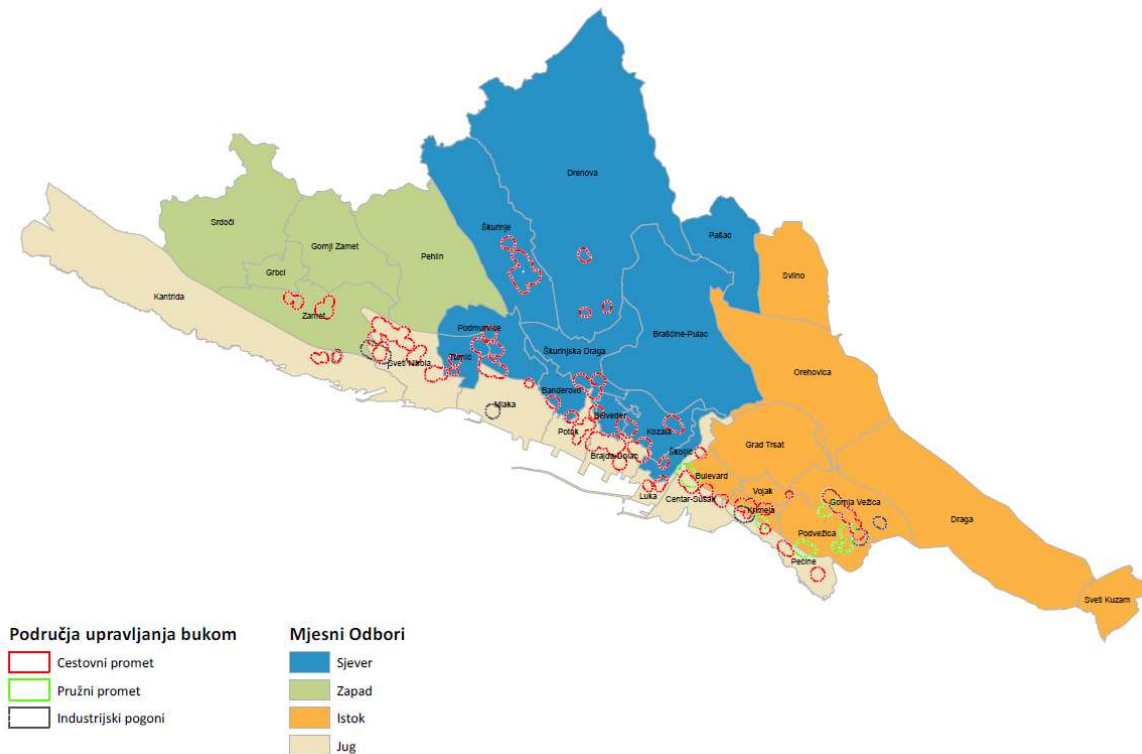 Drenova
Škurinje
Pašac
Srdoči
Gornji Zamet
Pehlin
Svilno
Grbci
Kantrida
Zamet
Podmurvice
Braščine-Pulac
Škurinjska Draga
Turnić
Sveti Nikola
Orehovica
Banderovo
Mlaka
Belveder
Potok
Kozala
Brajda-Dolac
Školjić
Grad Trsat
Bulevard
Luka
Centar-Sušak
Vojak
Krimeja
Gornja Vežica
Podvežica
Draga
Pećine
Sveti Kuzam
Područja upravljanja bukom
Cestovni promet
Pružni promet
Industrijski pogoni
Mjesni Odbori
Sjever
Zapad
Istok
Jug